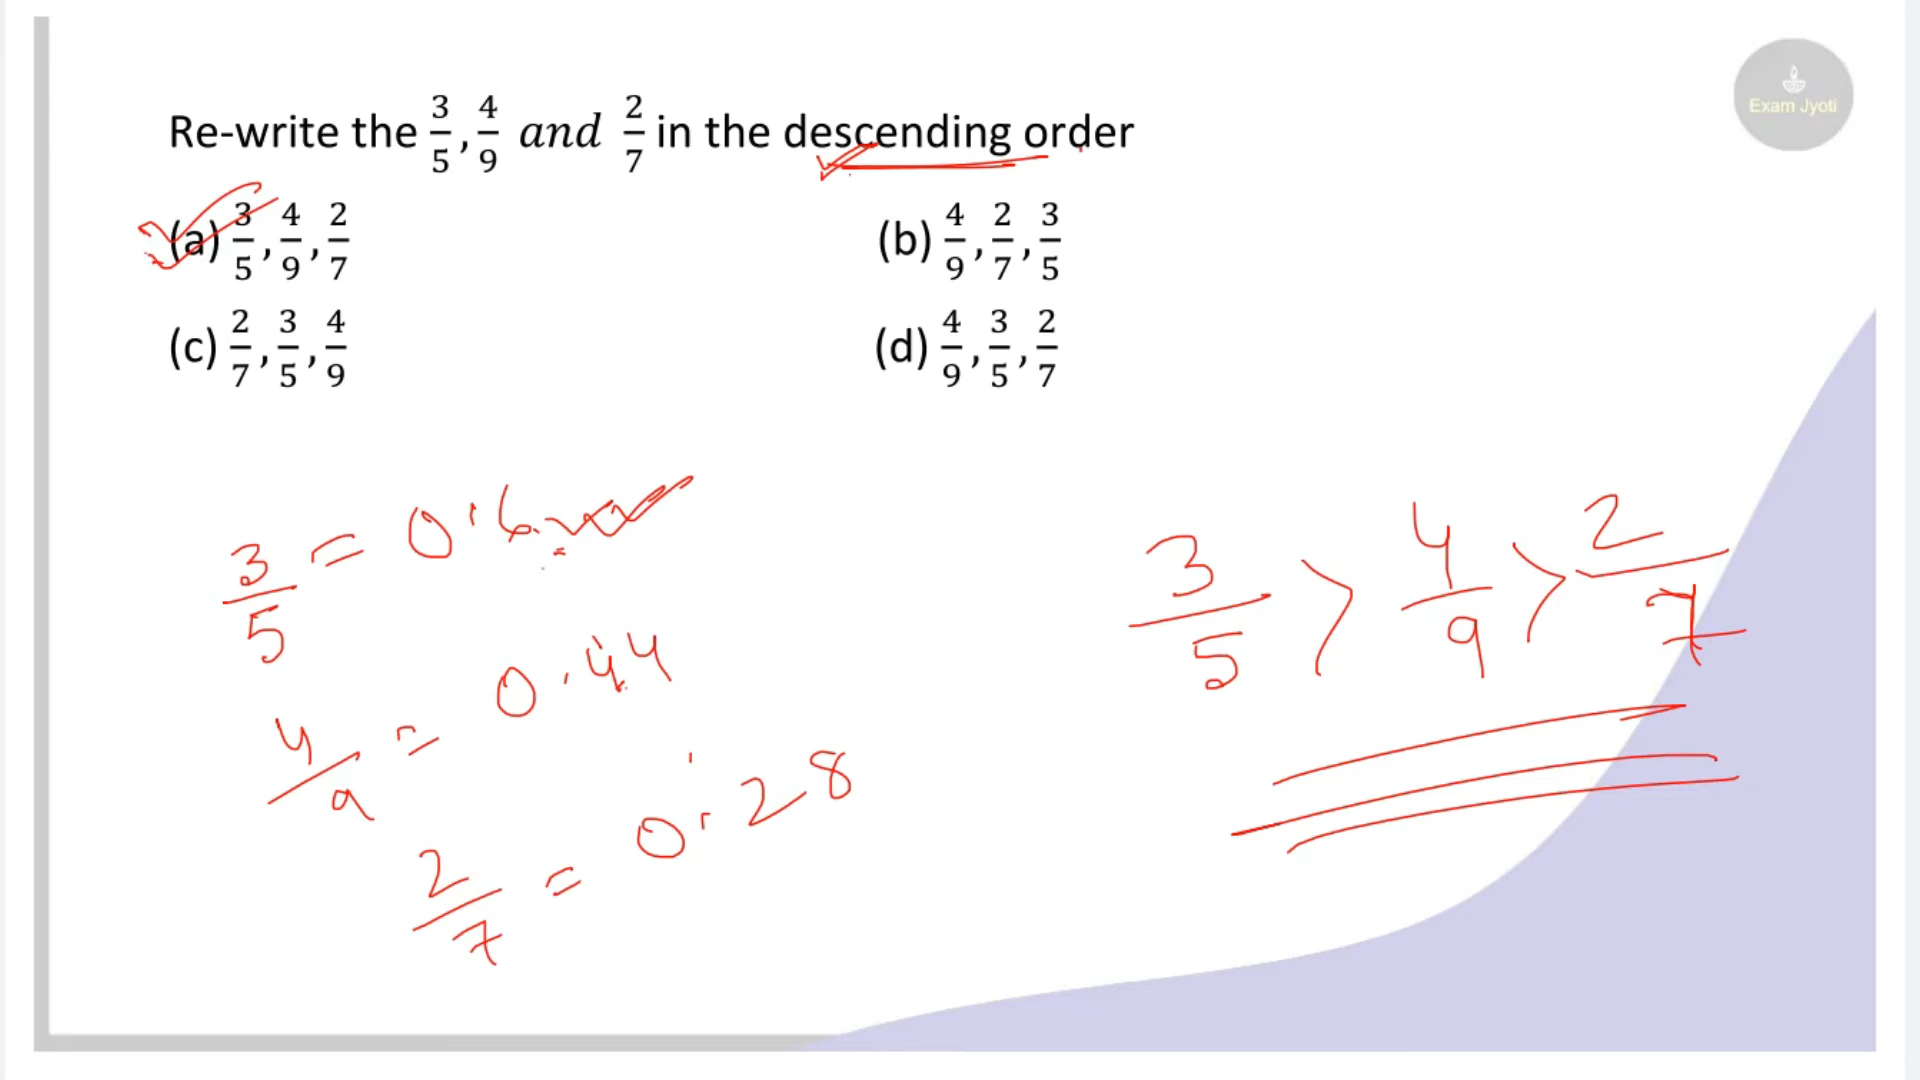 Exam Jyoti
Re-write the 3/5, 4/9 and 2/7 in the descending order
(a) 3/5, 4/9, 2/7
(b) 4/9, 2/7, 3/5
(c) 2/7, 3/5, 4/9
(d) 4/9, 3/5, 2/7
3/5 = 0.6
4/9 = 0.44
2/7 = 0.28
3/5 > 4/9 > 2/7